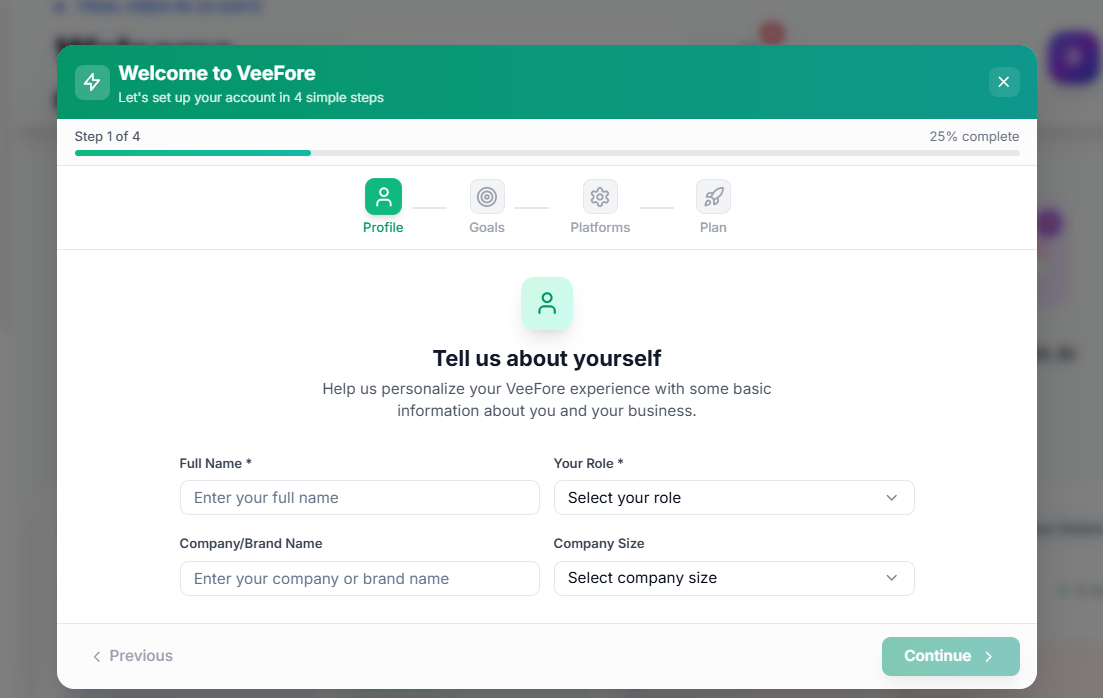 Welcome to VeeFore
Let's set up your account in 4 simple steps
Step 1 of 4
25% complete
Profile
Goals
Platforms
Plan
Tell us about yourself
Help us personalize your VeeFore experience with some basic
information about you and your business.
Full Name *
Your Role *
Enter your full name
Select your role
Company/Brand Name
Company Size
Enter your company or brand name
Select company size
Previous
Continue